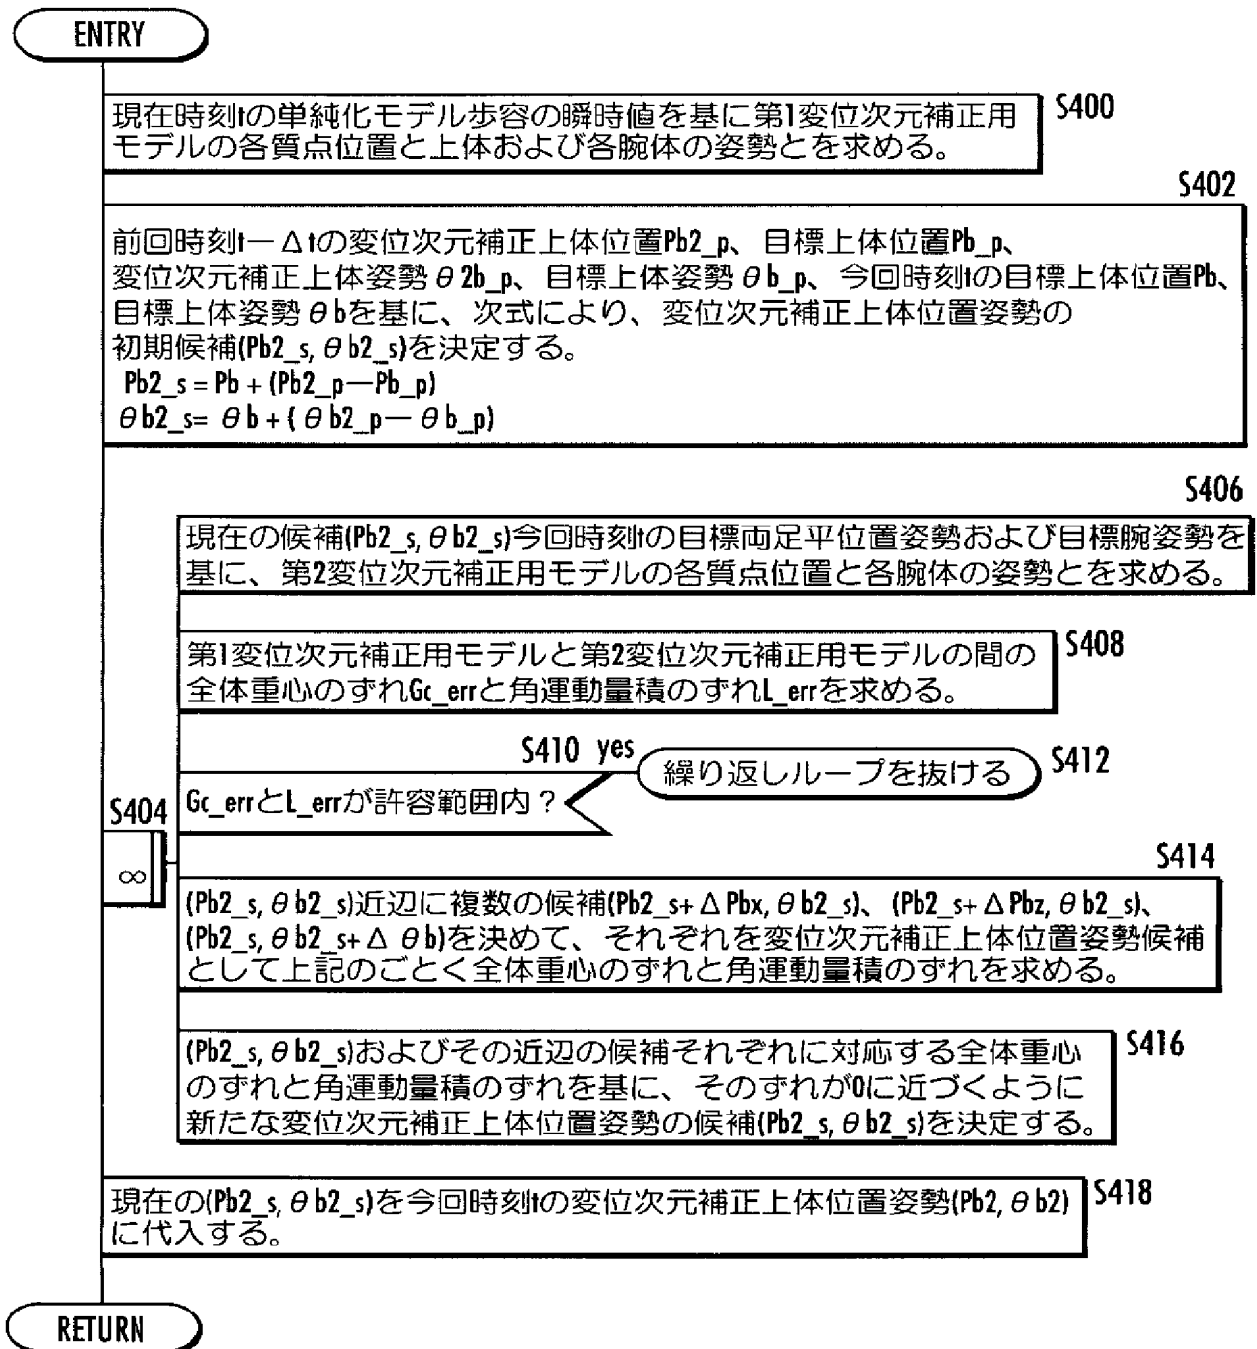 ENTRY
S400
現在時刻tの単純化モデル歩容の瞬時値を基に第1変位次元補正用
モデルの各質点位置と上体および各腕体の姿勢とを求める。
S402
前回時刻t－Δtの変位次元補正上体位置Pb2_p、目標上体位置Pb_p、
変位次元補正上体姿勢θ2b_p、目標上体姿勢θb_p、今回時刻tの目標上体位置Pb、
目標上体姿勢θbを基に、次式により、変位次元補正上体位置姿勢の
初期候補(Pb2_s, θb2_s)を決定する。
Pb2_s = Pb + (Pb2_p－Pb_p)
θb2_s= θb + ( θb2_p－ θb_p)
S406
現在の候補(Pb2_s, θb2_s)今回時刻tの目標両足平位置姿勢および目標腕姿勢を
基に、第2変位次元補正用モデルの各質点位置と各腕体の姿勢とを求める。
S408
第1変位次元補正用モデルと第2変位次元補正用モデルの間の
全体重心のずれGc_errと角運動量積のずれL_errを求める。
S410 yes
繰り返しループを抜ける
S412
Gc_errとL_errが許容範囲内？
S404
∞
S414
(Pb2_s, θb2_s)近辺に複数の候補(Pb2_s+ΔPbx, θb2_s)、(Pb2_s+ΔPbz, θb2_s)、
(Pb2_s, θb2_s+Δθb)を決めて、それぞれを変位次元補正上体位置姿勢候補
として上記のごとく全体重心のずれと角運動量積のずれを求める。
S416
(Pb2_s, θb2_s)およびその近辺の候補それぞれに対応する全体重心
のずれと角運動量積のずれを基に、そのずれが0に近づくように
新たな変位次元補正上体位置姿勢の候補(Pb2_s, θb2_s)を決定する。
S418
現在の(Pb2_s, θb2_s)を今回時刻tの変位次元補正上体位置姿勢(Pb2, θb2)
に代入する。
RETURN